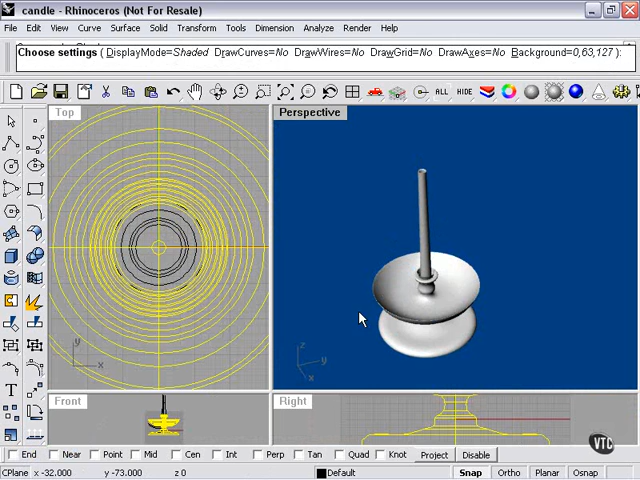 candle - Rhinoceros (Not For Resale)
File Edit View Curve Surface Solid Transform Tools Dimension Analyze Render Help
Choose settings ( DisplayMode=Shaded DrawCurves=No DrawWires=No DrawGrid=No DrawAxes=No Background=0,63,127 ):
ALL HIDE
Top
Perspective
y
x
z
y
x
T
Front
Right
VTC
End Near Point Mid Cen Int Perp Tan Quad Knot Project Disable
CPlane x -32.000 y -73.000 z 0 Default Snap Ortho Planar Osnap